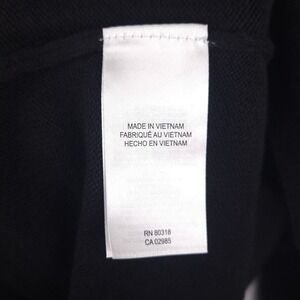 MADE IN VIETNAM
FABRIQUÉ AU VIETNAM
HECHO EN VIETNAM
RN 80318
CA 02985